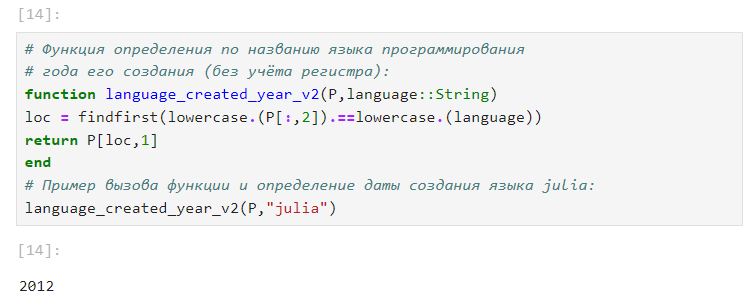 [14]:
# Функция определения по названию языка программирования
# года его создания (без учёта регистра):
function language_created_year_v2(P,language::String)
loc = findfirst(lowercase.(P[:,2]).==lowercase.(language))
return P[loc,1]
end
# Пример вызова функции и определение даты создания языка julia:
language_created_year_v2(P,"julia")
[14]:
2012